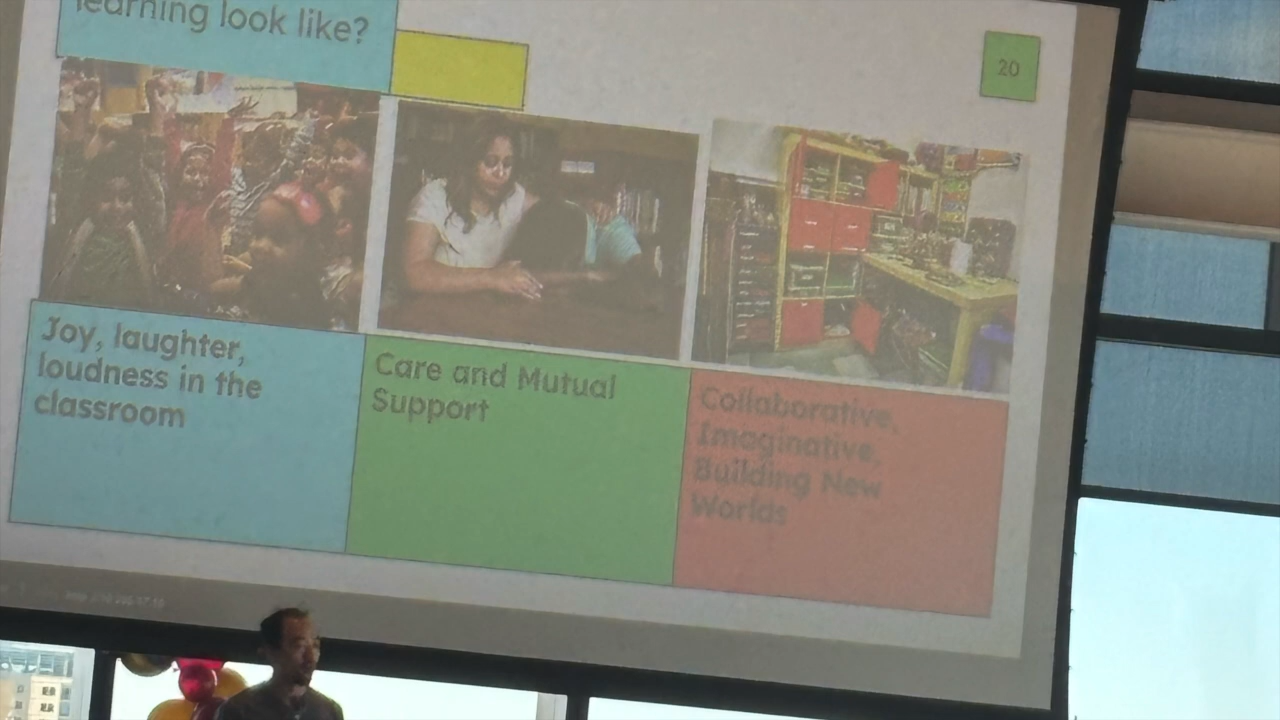 learning look like?
20
Joy, laughter,
loudness in the
classroom
Care and Mutual
Support
Collaborative,
Imaginative,
Building New
Worlds